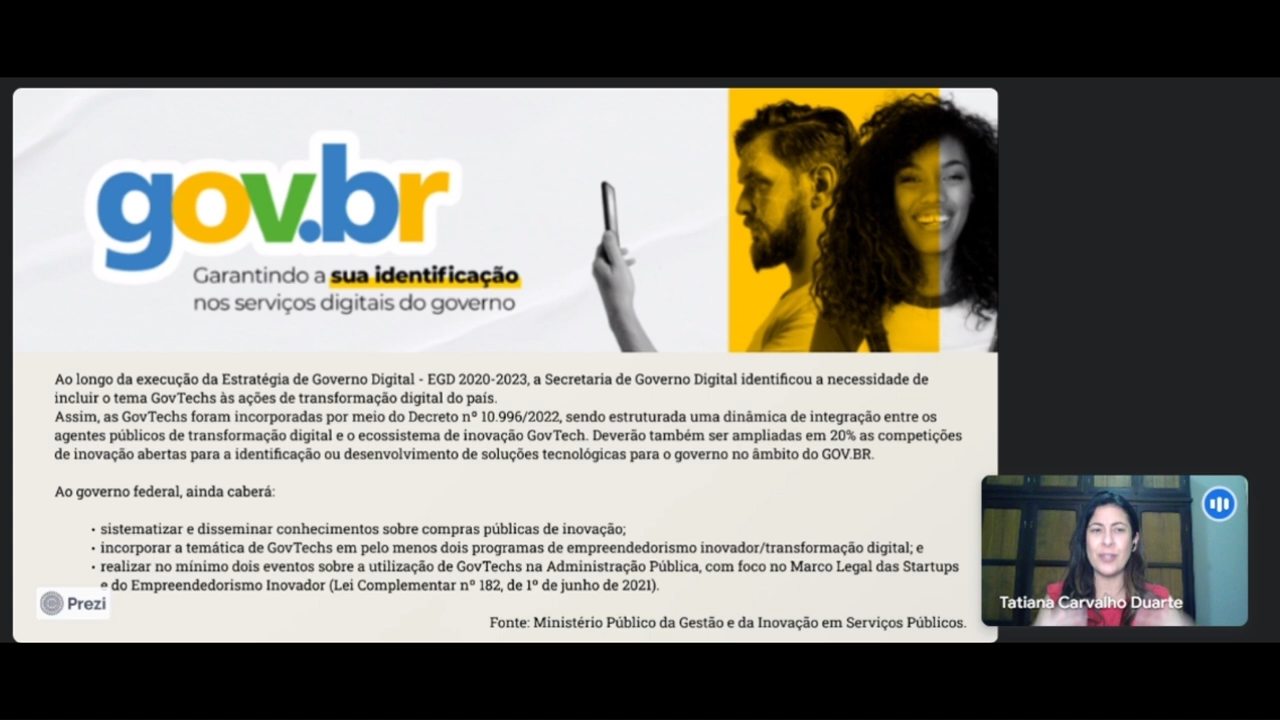 gov.br
Garantindo a sua identificação
nos serviços digitais do governo
Ao longo da execução da Estratégia de Governo Digital - EGD 2020-2023, a Secretaria de Governo Digital identificou a necessidade de
incluir o tema GovTechs às ações de transformação digital do país.
Assim, as GovTechs foram incorporadas por meio do Decreto nº 10.996/2022, sendo estruturada uma dinâmica de integração entre os
agentes públicos de transformação digital e o ecossistema de inovação GovTech. Deverão também ser ampliadas em 20% as competições
de inovação abertas para a identificação ou desenvolvimento de soluções tecnológicas para o governo no âmbito do GOV.BR.
Ao governo federal, ainda caberá:
• sistematizar e disseminar conhecimentos sobre compras públicas de inovação;
• incorporar a temática de GovTechs em pelo menos dois programas de empreendedorismo inovador/transformação digital; e
• realizar no mínimo dois eventos sobre a utilização de GovTechs na Administração Pública, com foco no Marco Legal das Startups
e do Empreendedorismo Inovador (Lei Complementar nº 182, de 1º de junho de 2021).
Prezi
Fonte: Ministério Público da Gestão e da Inovação em Serviços Públicos.
Tatiana Carvalho Duarte